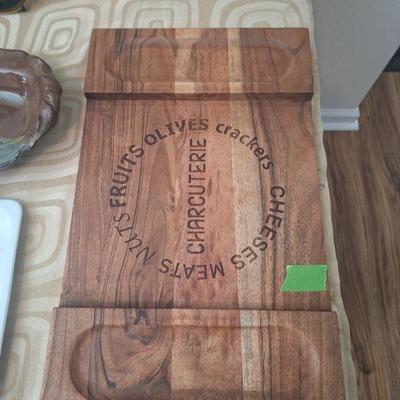 FRUITS OLIVES crackers CHEESES MEATS NUTS
CHARCUTERIE